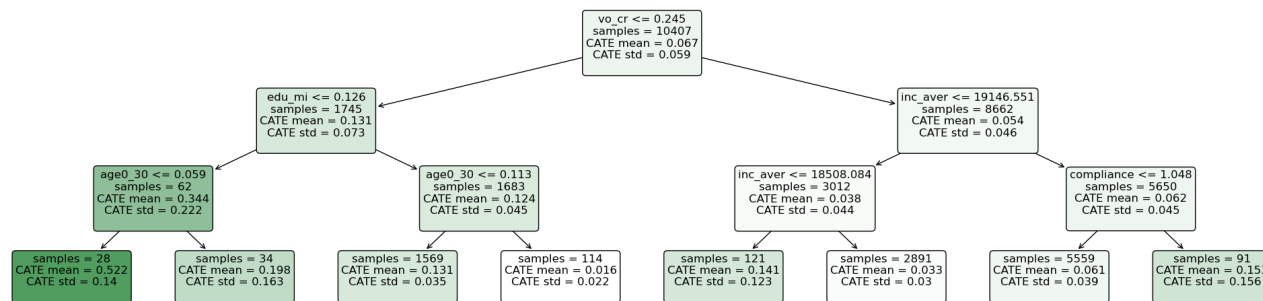 vo_cr <= 0.245
samples = 10407
CATE mean = 0.067
CATE std = 0.059
edu_mi <= 0.126
samples = 1745
CATE mean = 0.131
CATE std = 0.073
inc_aver <= 19146.551
samples = 8662
CATE mean = 0.054
CATE std = 0.046
age0_30 <= 0.059
samples = 62
CATE mean = 0.344
CATE std = 0.222
age0_30 <= 0.113
samples = 1683
CATE mean = 0.124
CATE std = 0.045
inc_aver <= 18508.084
samples = 3012
CATE mean = 0.038
CATE std = 0.044
compliance <= 1.048
samples = 5650
CATE mean = 0.062
CATE std = 0.045
samples = 28
CATE mean = 0.522
CATE std = 0.14
samples = 34
CATE mean = 0.198
CATE std = 0.163
samples = 1569
CATE mean = 0.131
CATE std = 0.035
samples = 114
CATE mean = 0.016
CATE std = 0.022
samples = 121
CATE mean = 0.141
CATE std = 0.123
samples = 2891
CATE mean = 0.033
CATE std = 0.03
samples = 5559
CATE mean = 0.061
CATE std = 0.039
samples = 91
CATE mean =
CATE std = 0.156